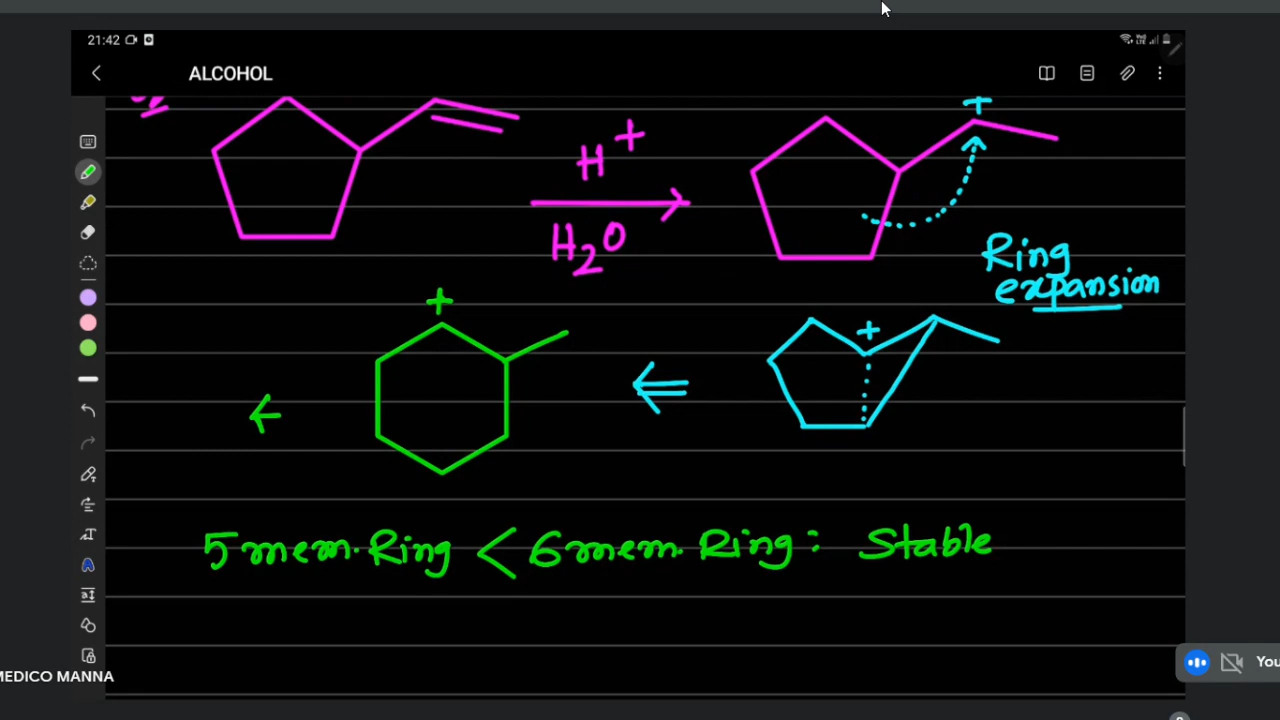 21:42
ALCOHOL
+
H+
H2O
Ring
expansion
+
+
5 mem. Ring < 6 mem. Ring : Stable
MEDICO MANNA
You